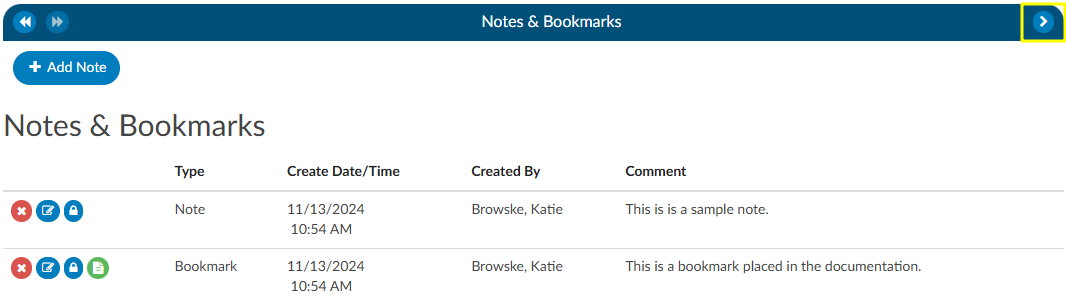 Notes & Bookmarks
Add Note
Notes & Bookmarks
Type Create Date/Time Created By Comment
Note 11/13/2024 Browske, Katie This is is a sample note.
10:54 AM
Bookmark 11/13/2024 Browske, Katie This is a bookmark placed in the documentation.
10:54 AM